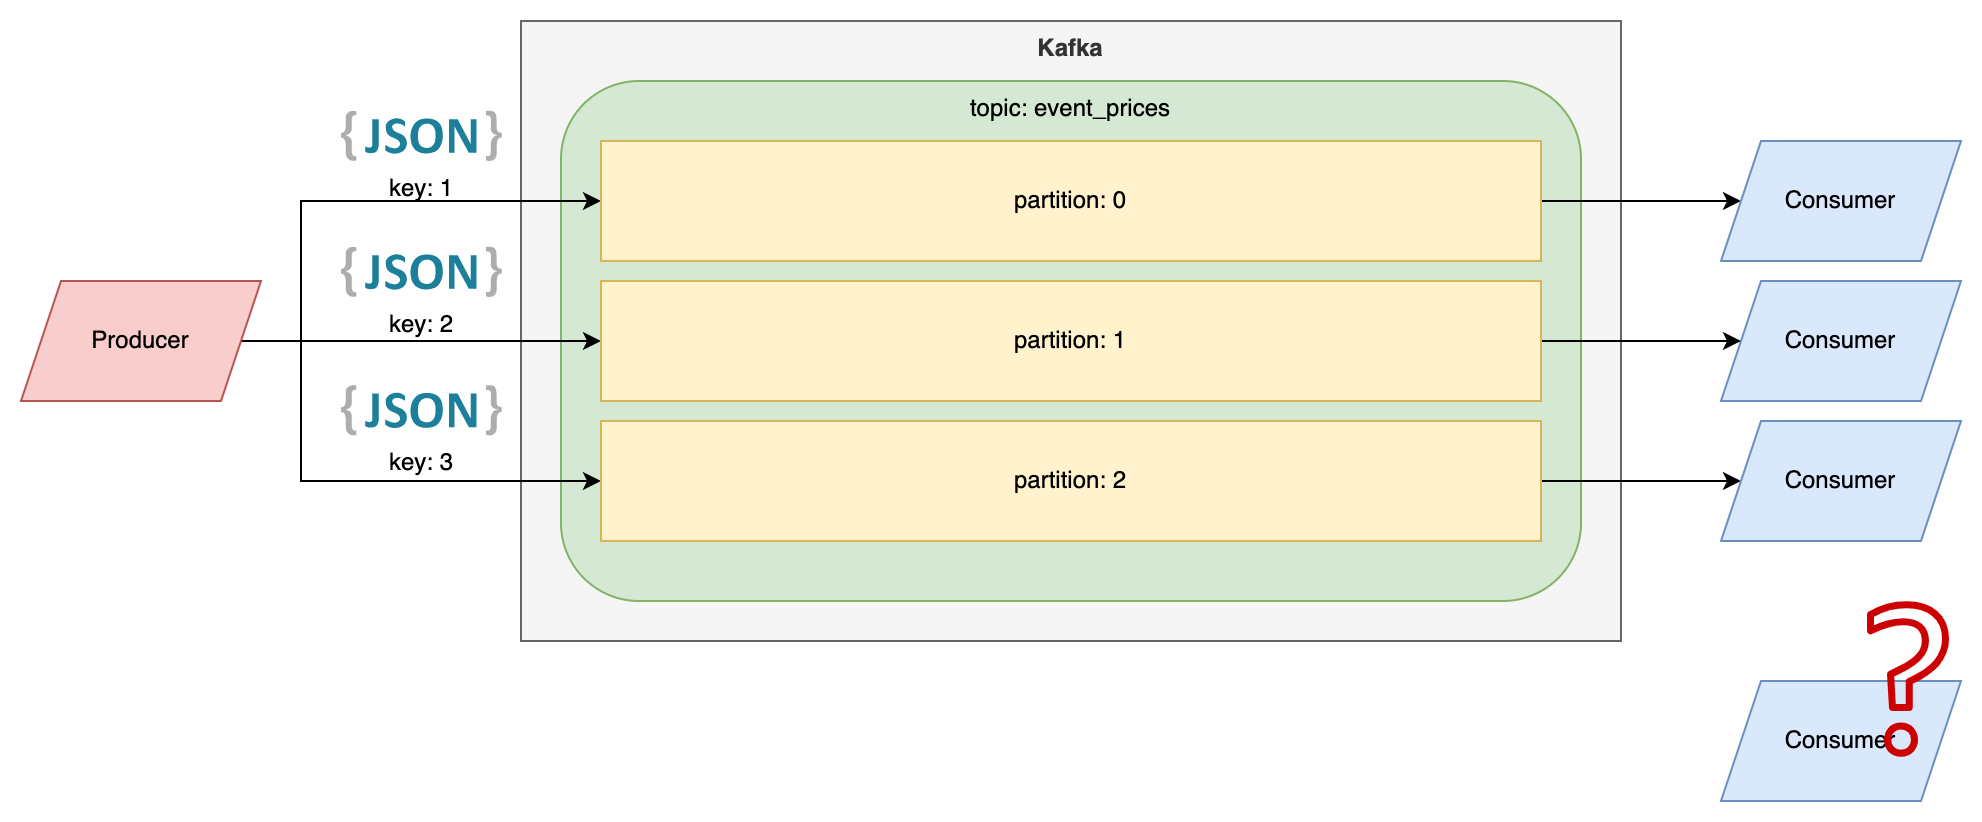 Kafka
topic: event_prices
{JSON}
key: 1
partition: 0
Consumer
{JSON}
key: 2
Producer
partition: 1
Consumer
{JSON}
key: 3
partition: 2
Consumer
?
Consumer